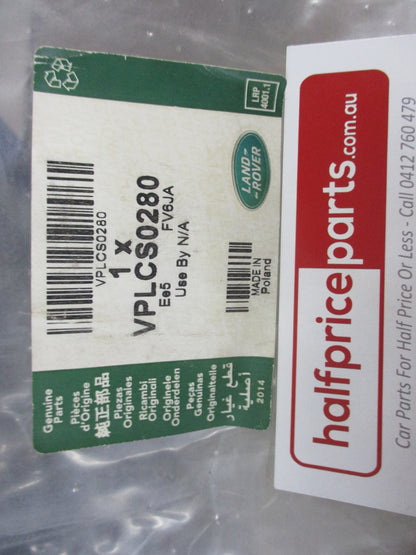 LRP
4001.1
VPLCS0280
1 x
VPLCS0280
Ee5
FV6JA
Use By N/A
LAND-
-ROVER
MADE IN
Poland
Genuine
Parts
Pièces
d'Origine
純正部品
Piezas
Originales
Ricambi
Originali
Originele
Onderdelen
Peças
Genuínas
Originalteile
قطع غيار
أصلية
2014
halfpriceparts.com.au
Car Parts For Half Price Or Less - Call 0412 760 479